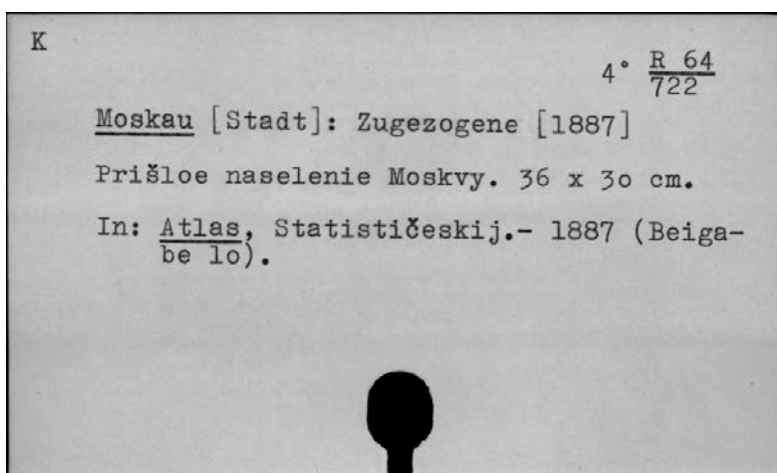 K
4° R 64
722
Moskau [Stadt]: Zugezogene [1887]
Prišloe naselenie Moskvy. 36 x 3o cm.
In: Atlas, Statističeskij.- 1887 (Beiga-
be lo).